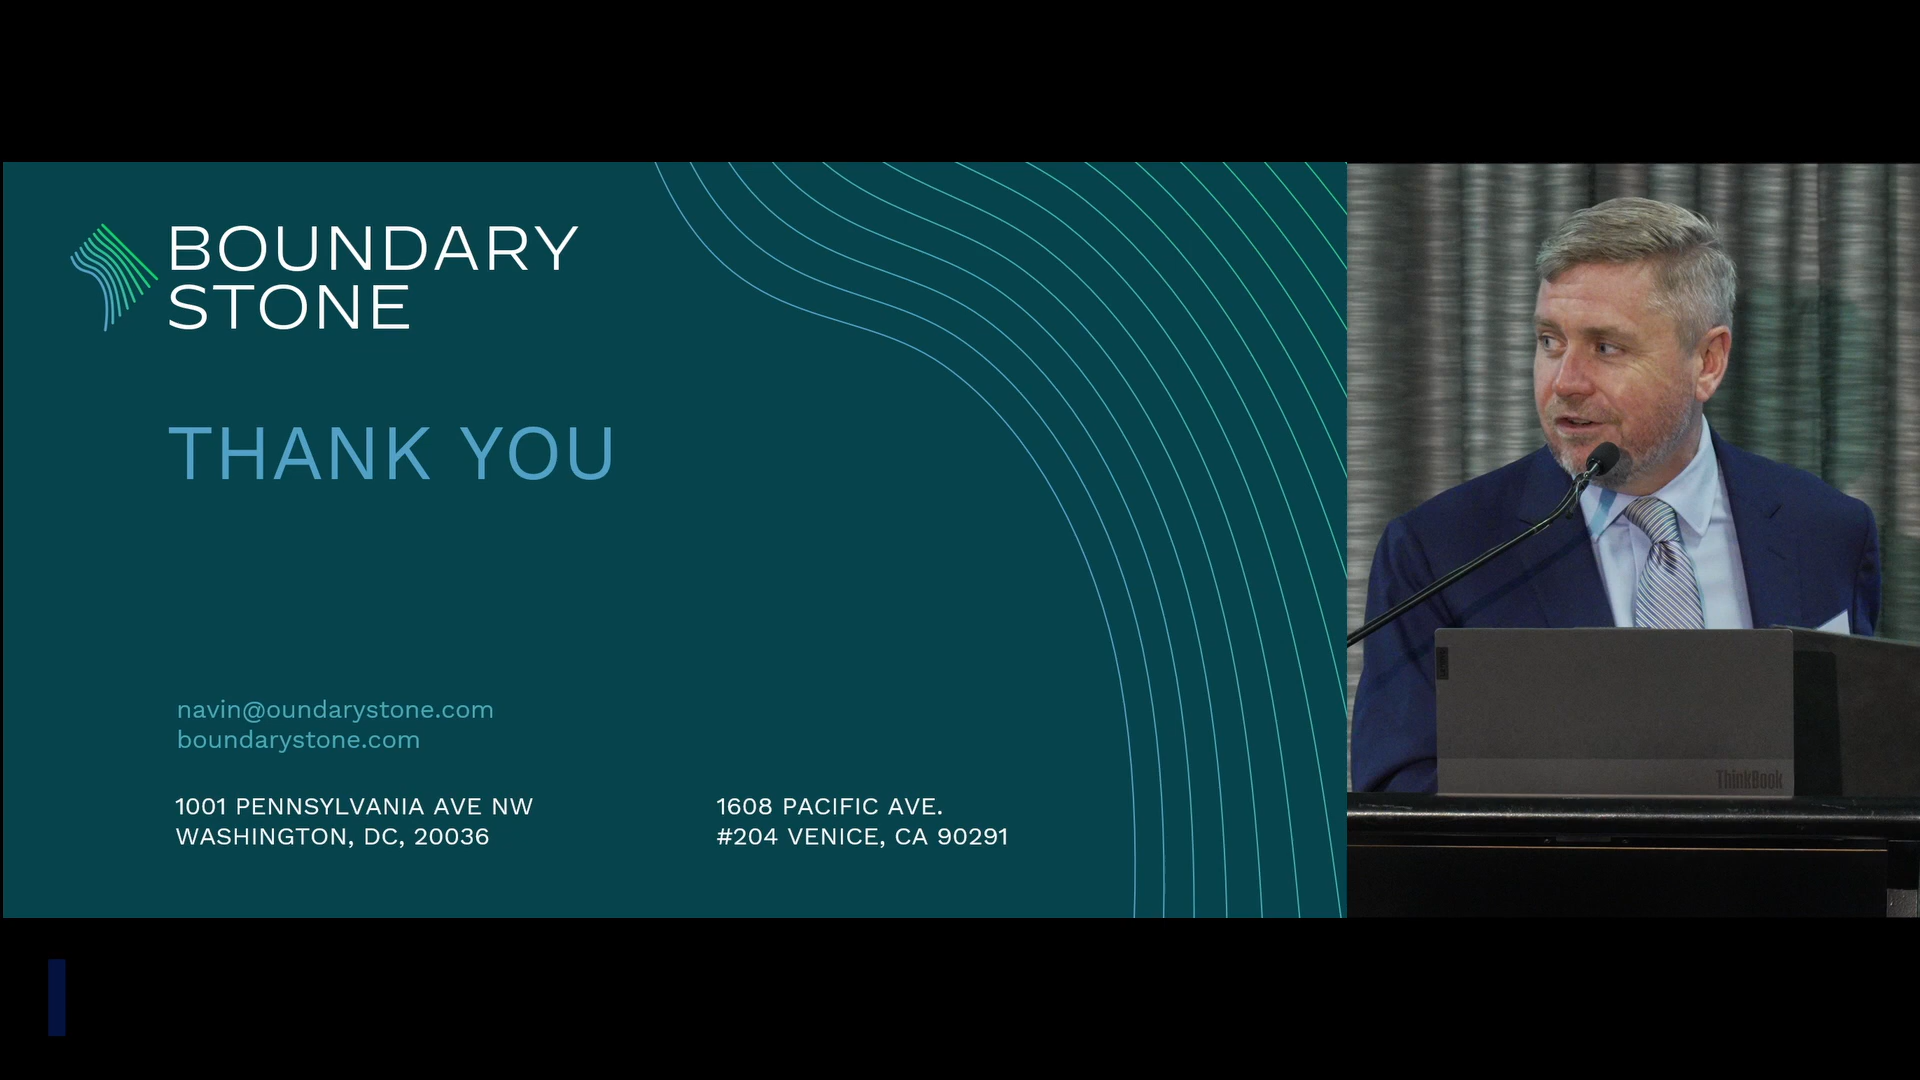 BOUNDARY
STONE
THANK YOU
navin@oundarystone.com
boundarystone.com
1001 PENNSYLVANIA AVE NW
WASHINGTON, DC, 20036
1608 PACIFIC AVE.
#204 VENICE, CA 90291
ThinkBook